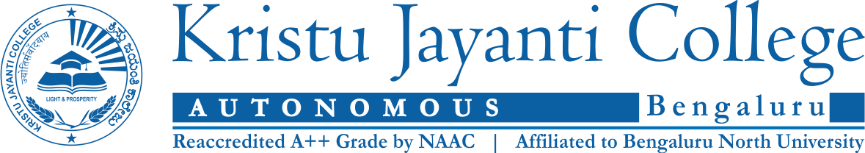 Kristu Jayanti College
AUTONOMOUS Bengaluru
Reaccredited A++ Grade by NAAC | Affiliated to Bengaluru North University
KRISTU JAYANTI COLLEGE
ಕ್ರಿಸ್ತು ಜಯಂತಿ ಕಾಲೇಜು
LIGHT & PROSPERITY